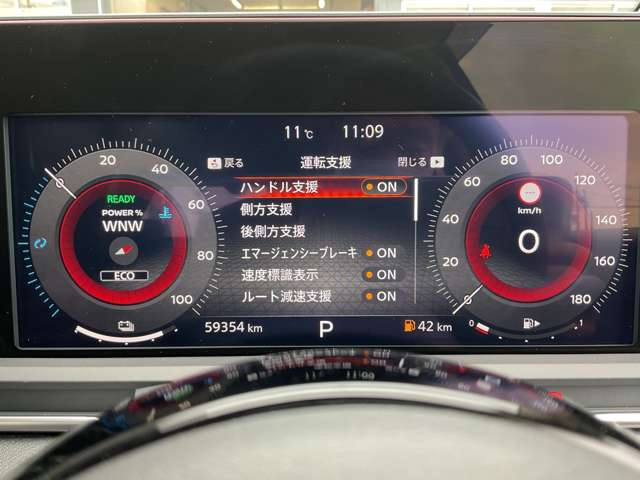 11℃ 11:09
戻る 運転支援 閉じる
ハンドル支援 ON
側方支援
後側方支援
エマージェンシーブレーキ ON
速度標識表示 ON
ルート減速支援 ON
0 20 40 60 80 100
READY
POWER %
WNW
ECO
0 20 40 60 80 100 120 140 160 180
km/h
0
59354 km P 42 km
0 1